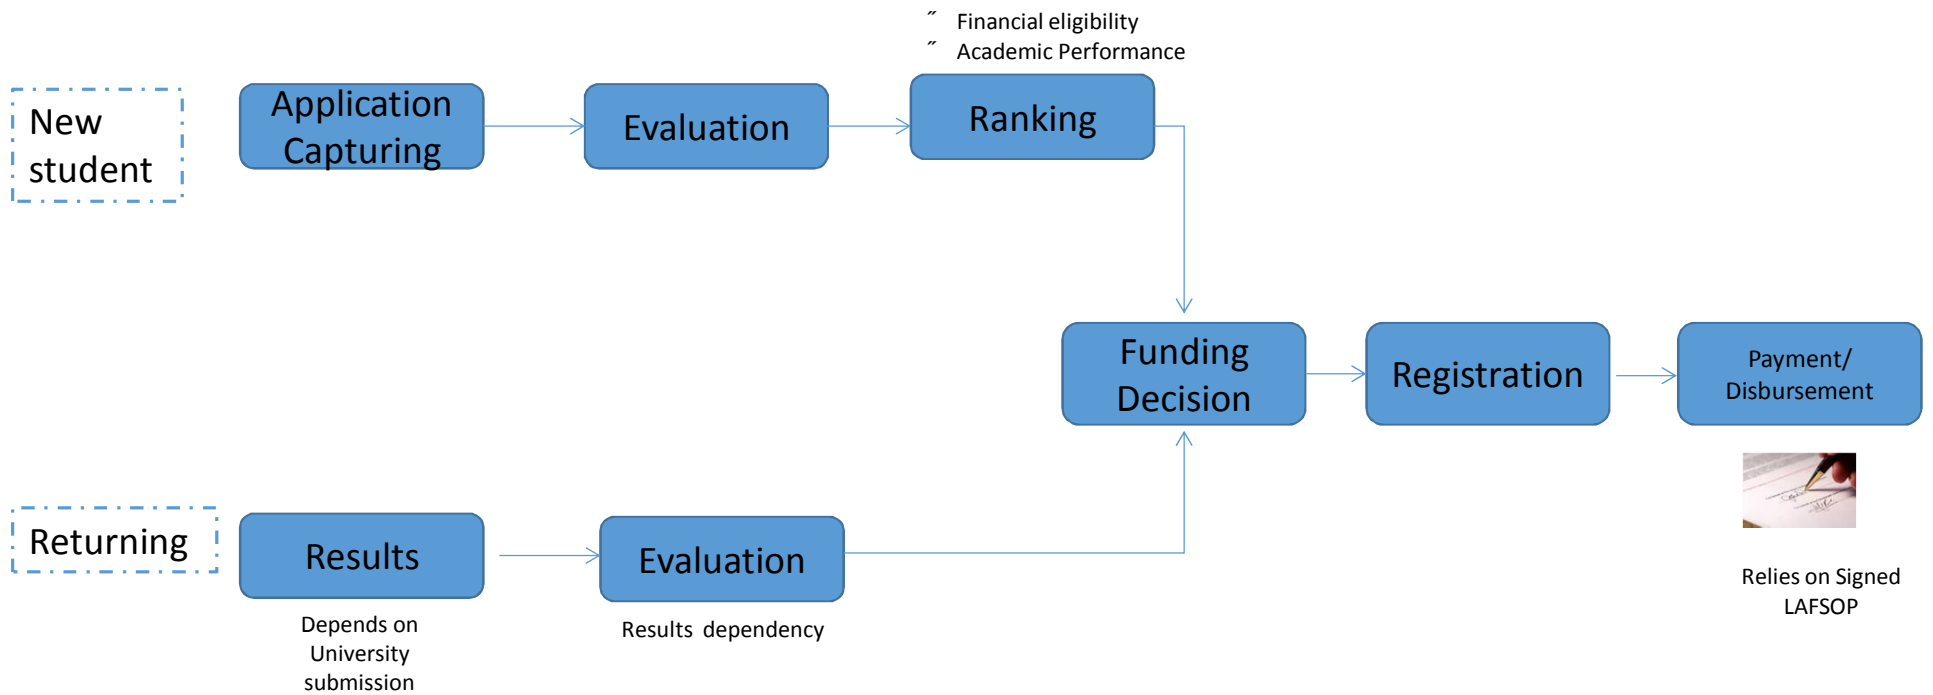 ˝ Financial eligibility
˝ Academic Performance
New
student
Application
Capturing
Evaluation
Ranking
Funding
Decision
Registration
Payment/
Disbursement
Returning
Results
Evaluation
Depends on
University
submission
Results dependency
Relies on Signed
LAFSOP